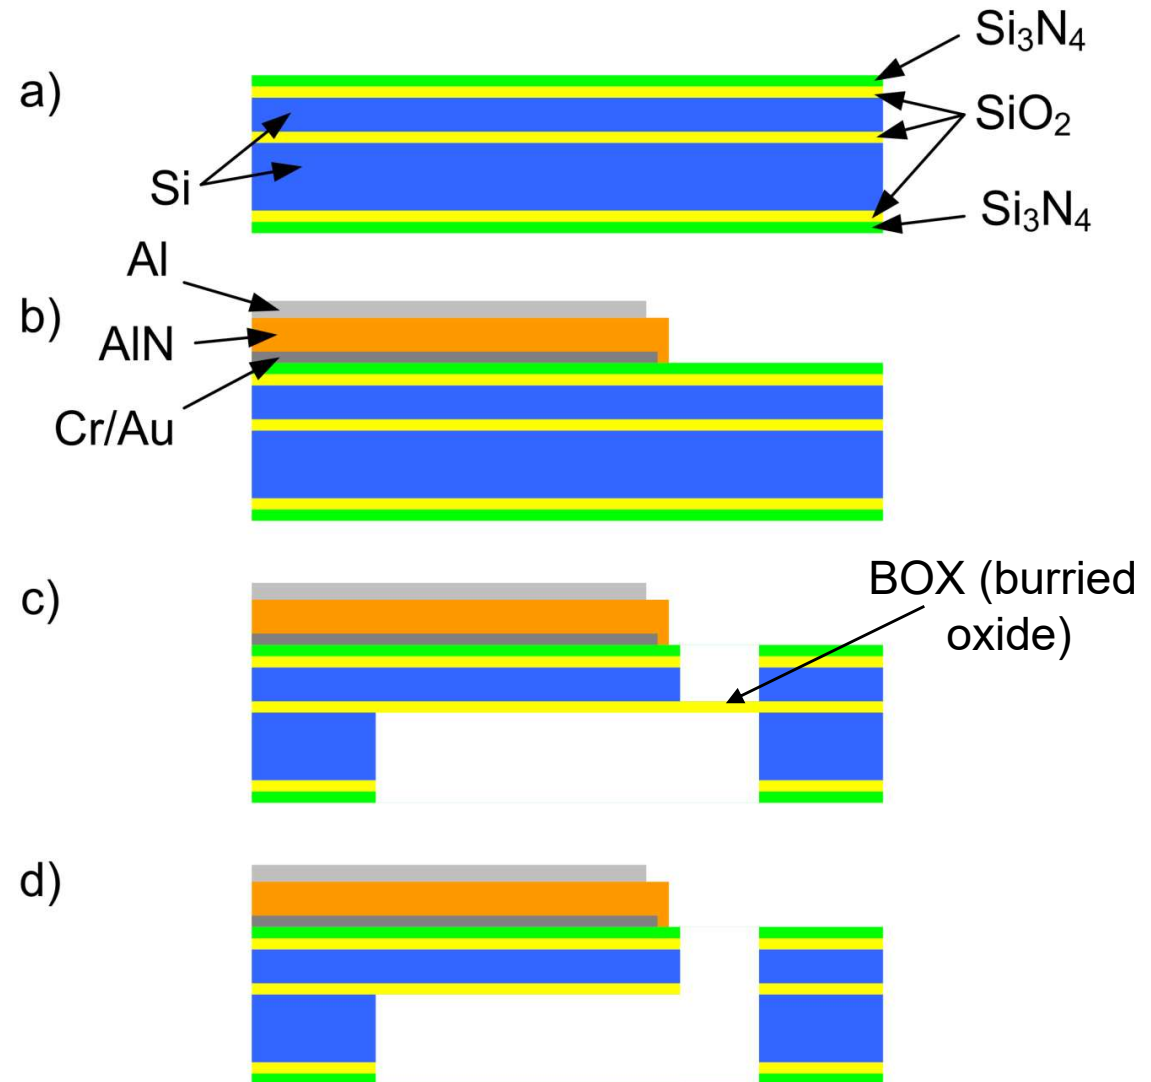 Si₃N₄
a)
SiO₂
Si
Si₃N₄
Al
b)
AlN
Cr/Au
BOX (burried
oxide)
c)
d)